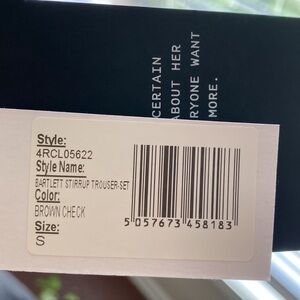 CERTAIN
ABOUT HER
RYONE WANT
MORE.
Style:
4RCL05622
Style Name:
BARTLETT STIRRUP TROUSER-SET
Color:
BROWN CHECK
Size:
S
5 057673 458183